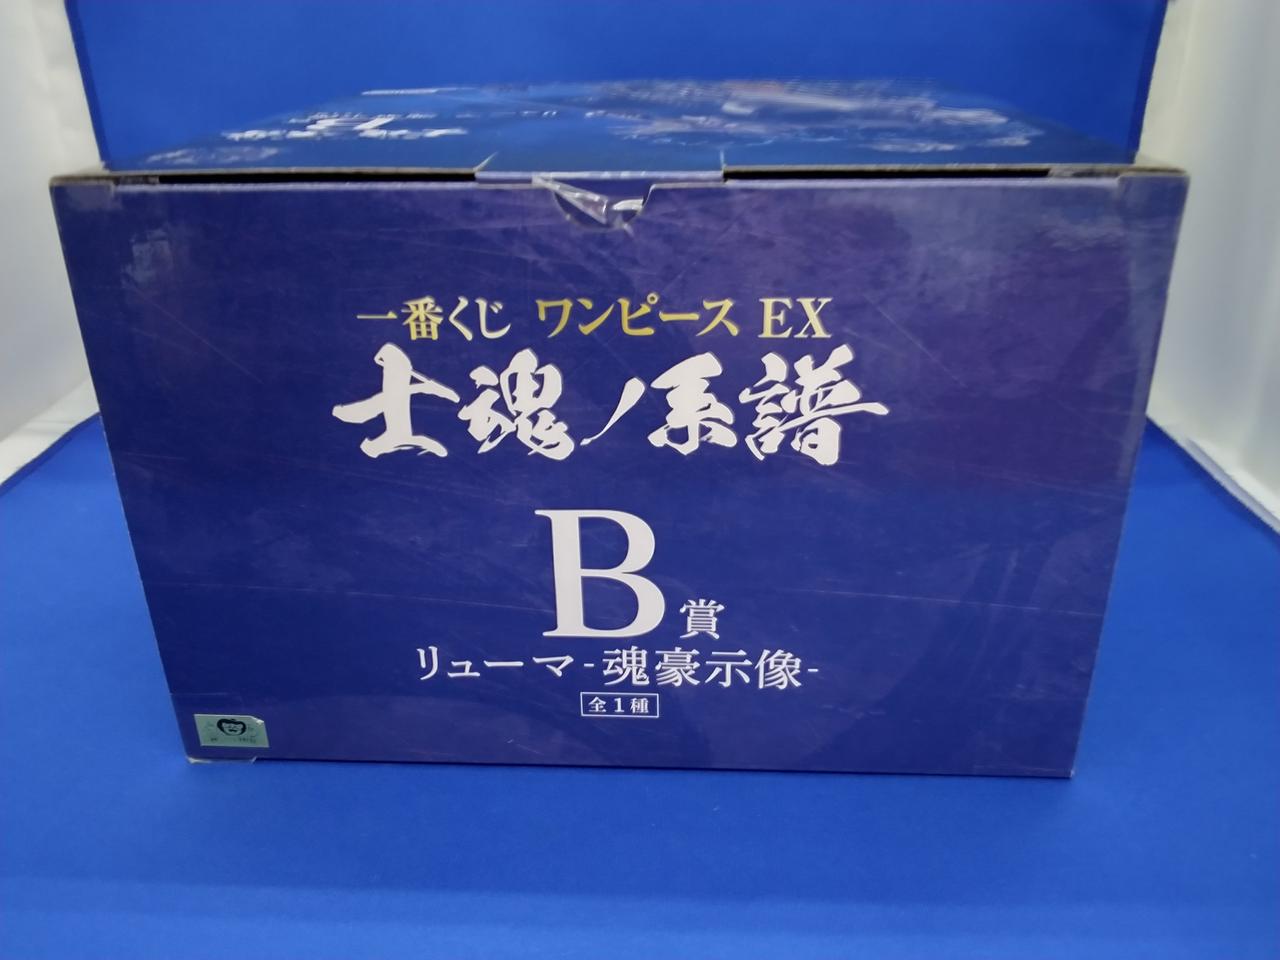 一番くじ ワンピース EX
士魂ノ系譜
B賞
リューマ-魂豪示像-
全1種